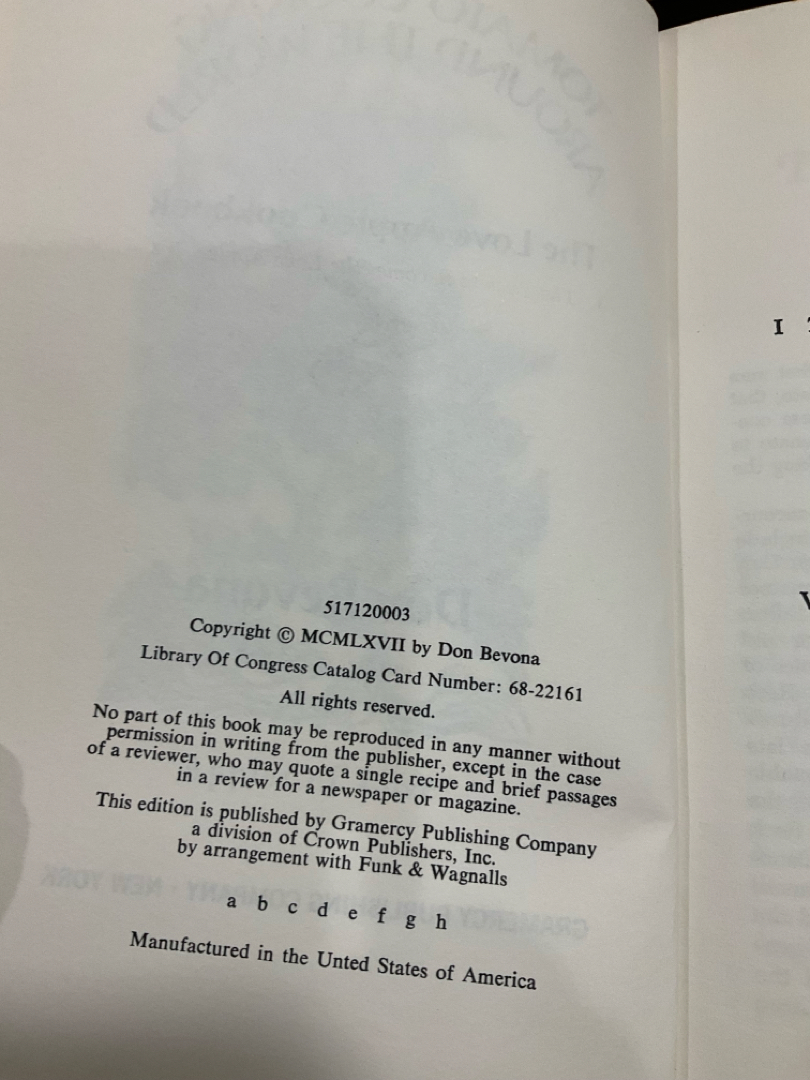 517120003
Copyright © MCMLXVII by Don Bevona
Library Of Congress Catalog Card Number: 68-22161
All rights reserved.
No part of this book may be reproduced in any manner without
permission in writing from the publisher, except in the case
of a reviewer, who may quote a single recipe and brief passages
in a review for a newspaper or magazine.
This edition is published by Gramercy Publishing Company
a division of Crown Publishers, Inc.
by arrangement with Funk & Wagnalls
a b c d e f g h
Manufactured in the Unted States of America
I